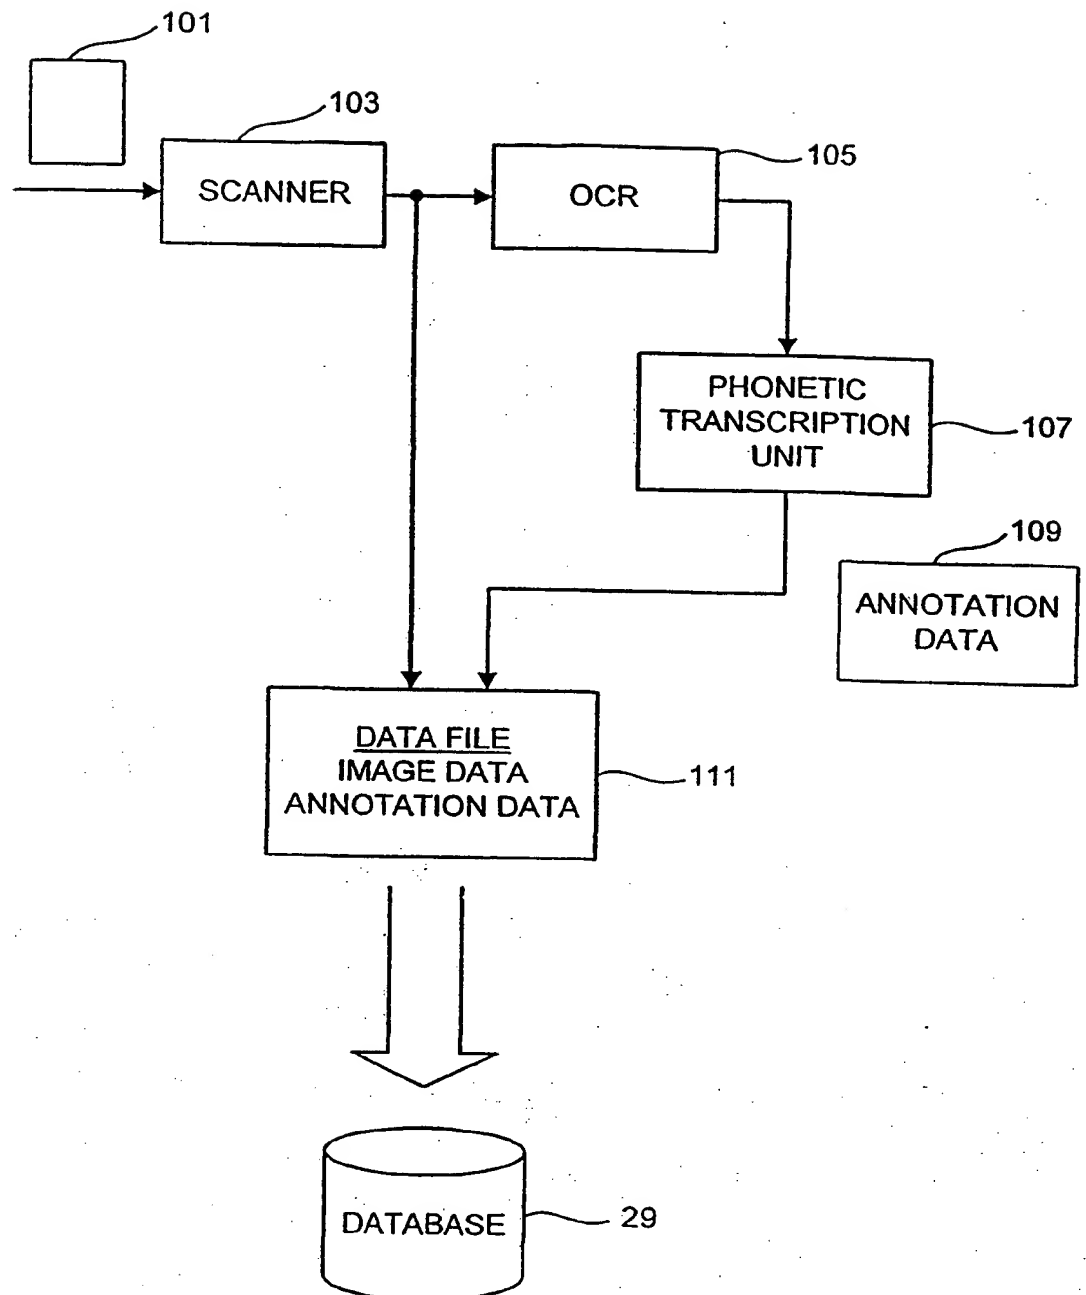 101
103
SCANNER
OCR
105
PHONETIC
TRANSCRIPTION
UNIT
107
109
ANNOTATION
DATA
DATA FILE
IMAGE DATA
ANNOTATION DATA
111
DATABASE
29